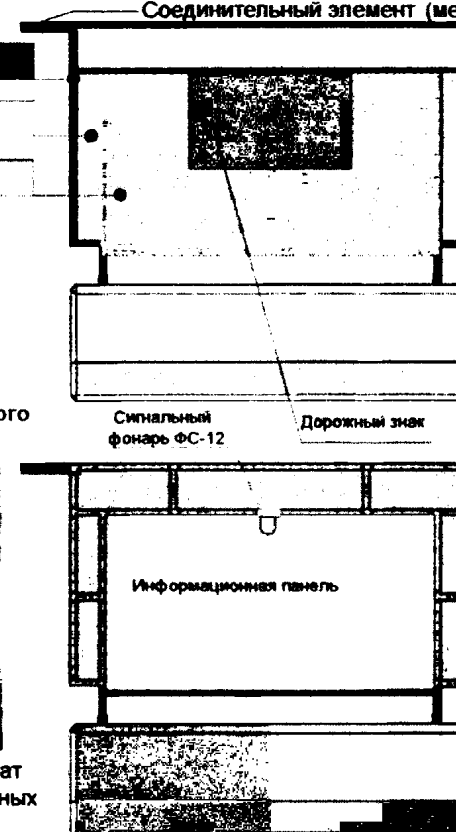 Соединительный элемент (ме
ого
Сигнальный
фонарь ФС-12
Дорожный знак
Информационная панель
ат
ных